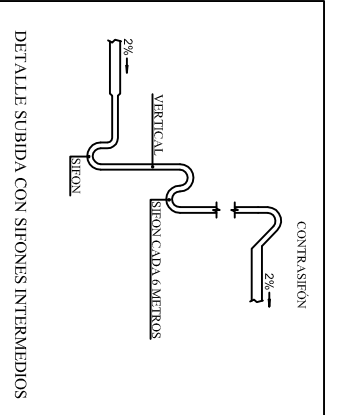 CONTRASIFÓN
2%
SIFON CADA 6 METROS
VERTICAL
2%
SIFON
DETALLE SUBIDA CON SIFONES INTERMEDIOS